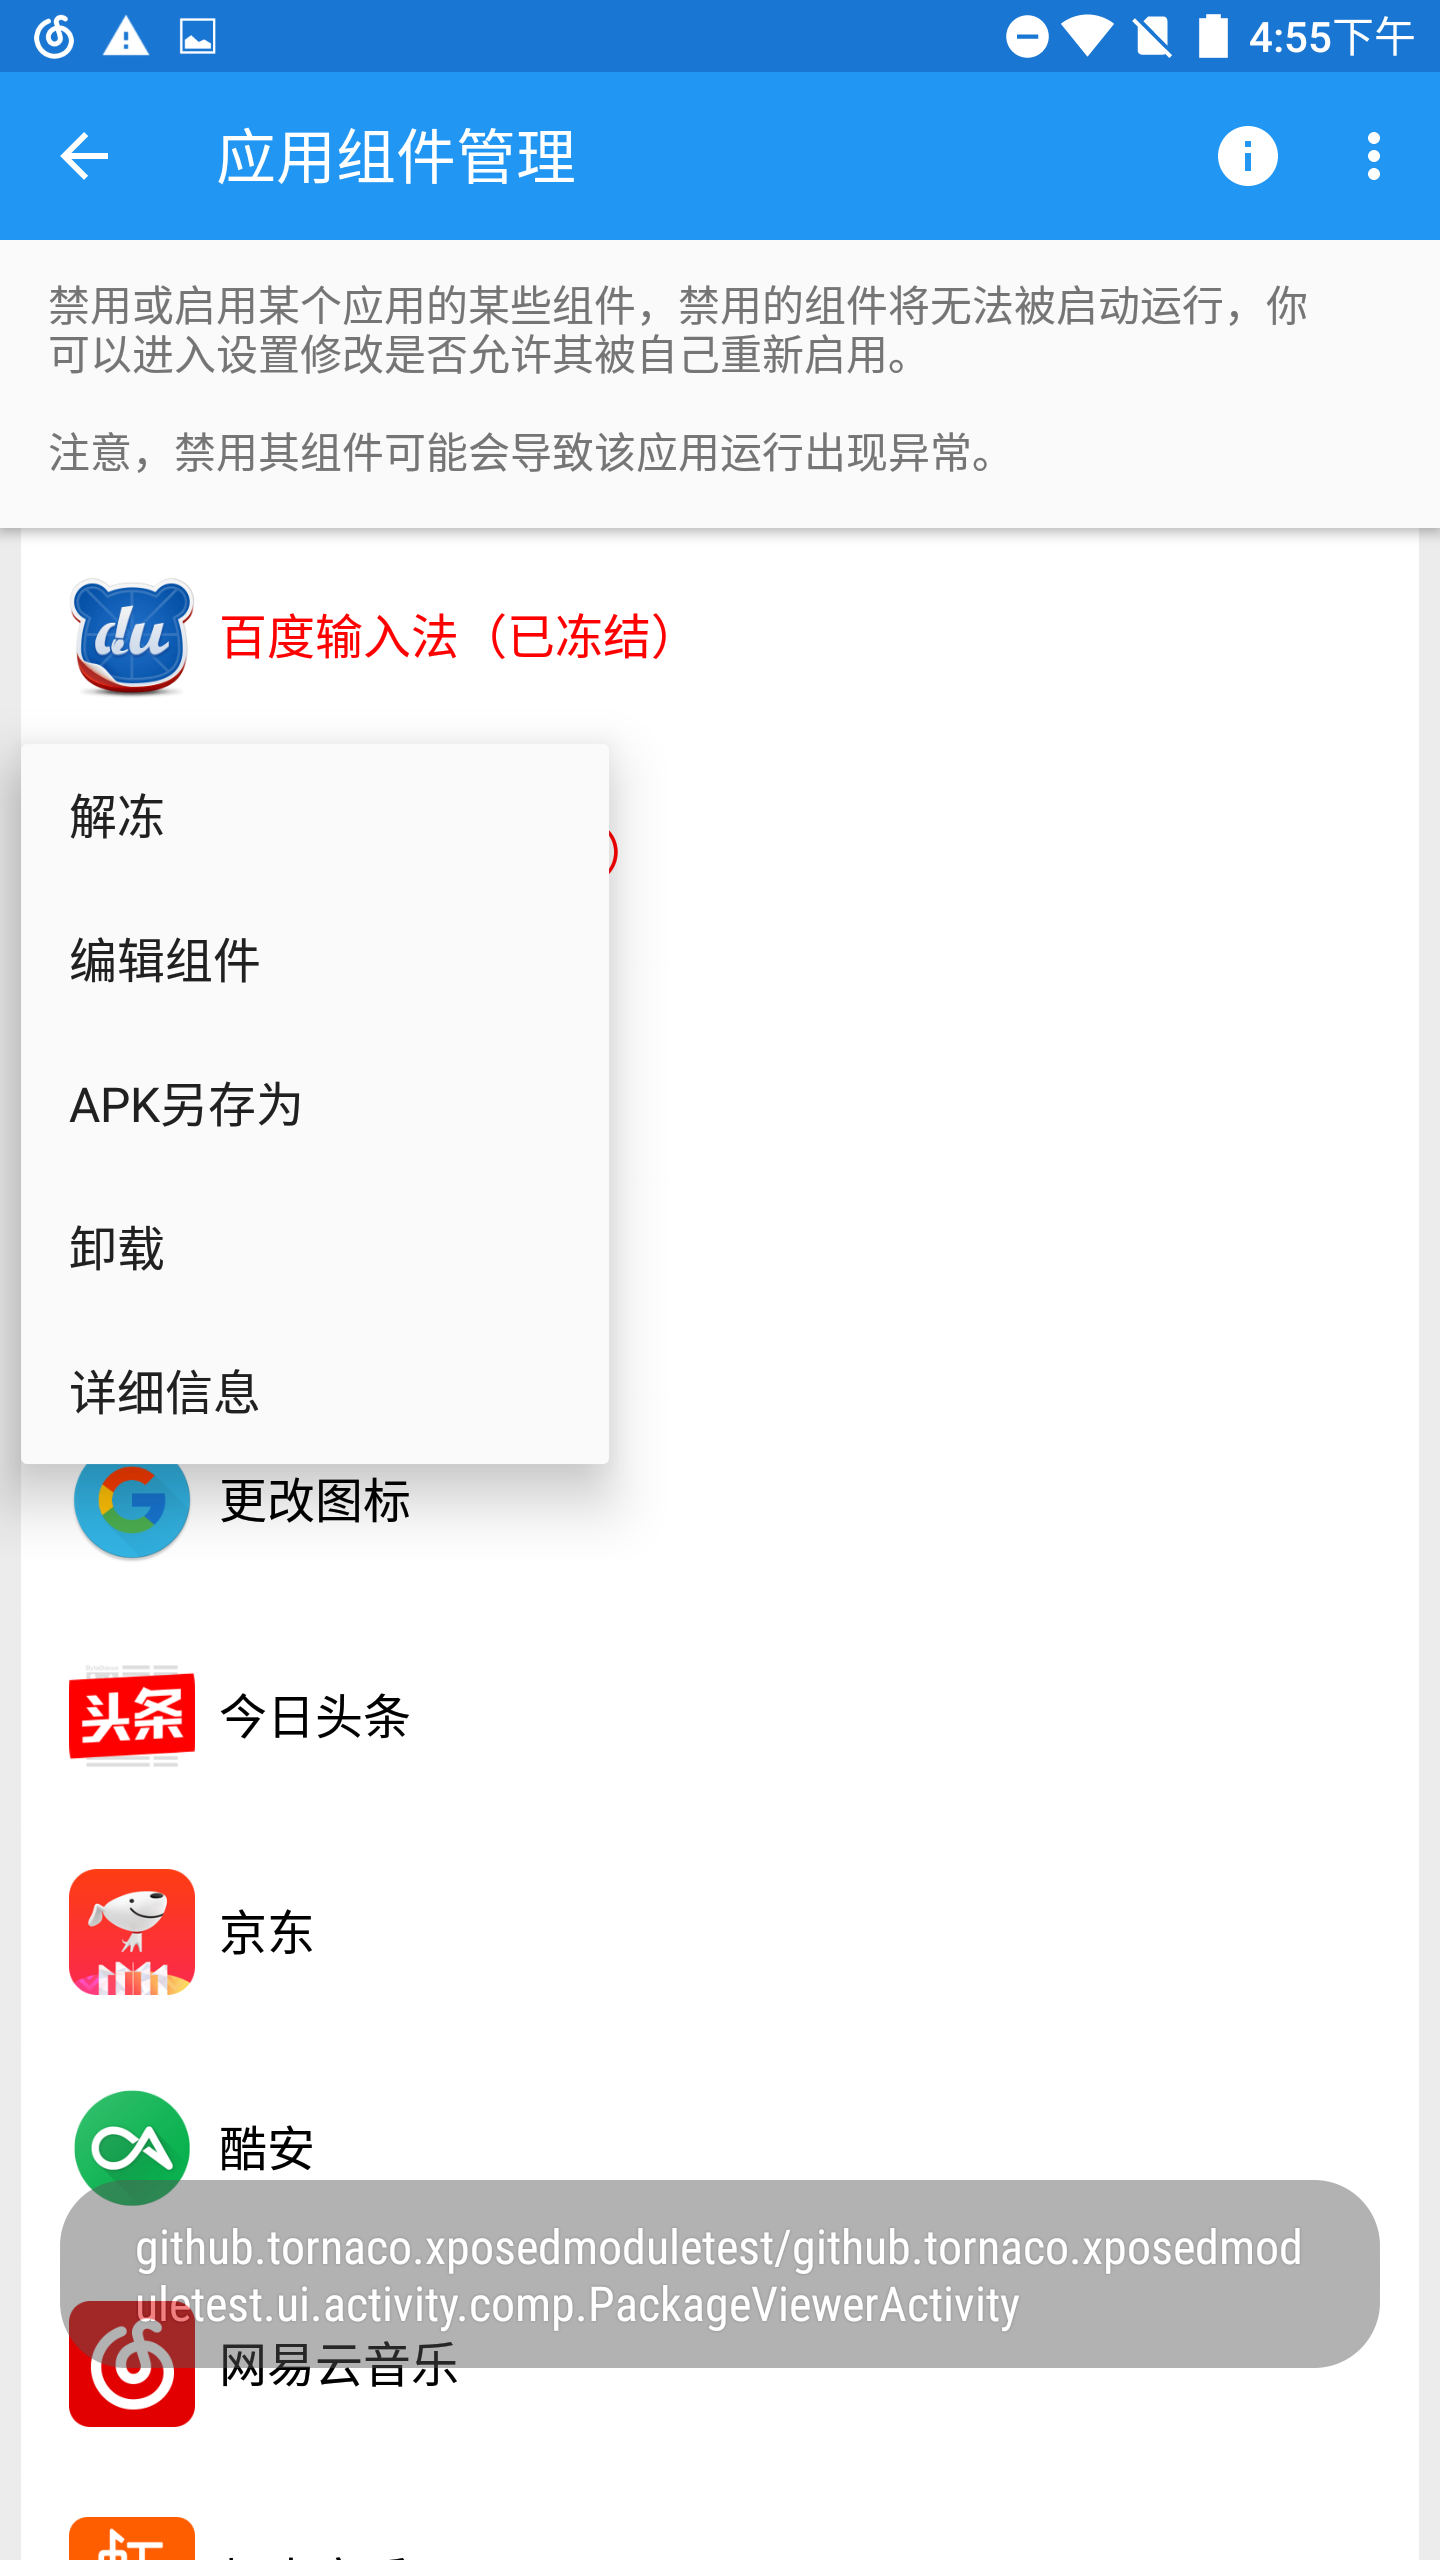 4:55下午
应用组件管理
禁用或启用某个应用的某些组件，禁用的组件将无法被启动运行，你
可以进入设置修改是否允许其被自己重新启用。
注意，禁用其组件可能会导致该应用运行出现异常。
du
百度输入法（已冻结）
）
解冻
编辑组件
APK另存为
卸载
详细信息
更改图标
头条
今日头条
京东
酷安
github.tornaco.xposedmoduletest/github.tornaco.xposedmod
uletest.ui.activity.comp.PackageViewerActivity
网易云音乐